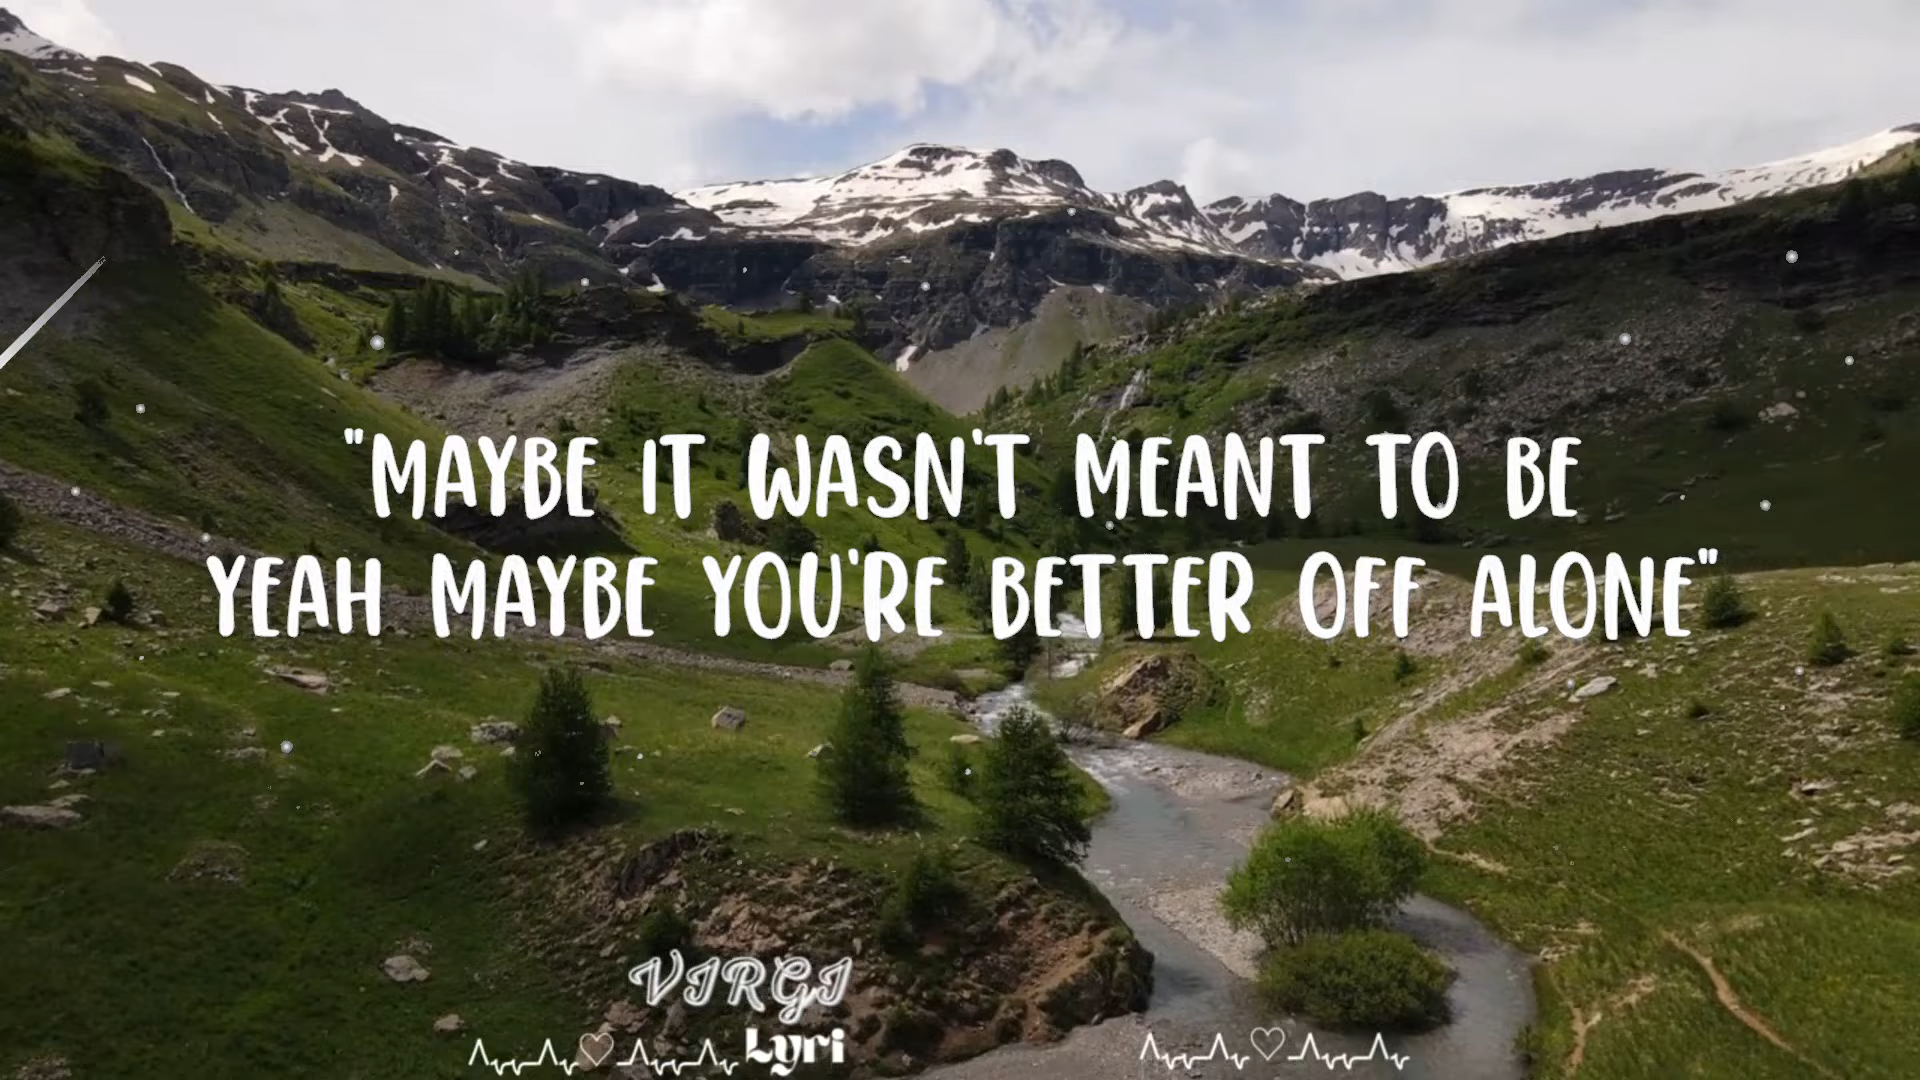 "MAYBE IT WASN'T MEANT TO BE
YEAH MAYBE YOU'RE BETTER OFF ALONE"
VIRGI
Lyri